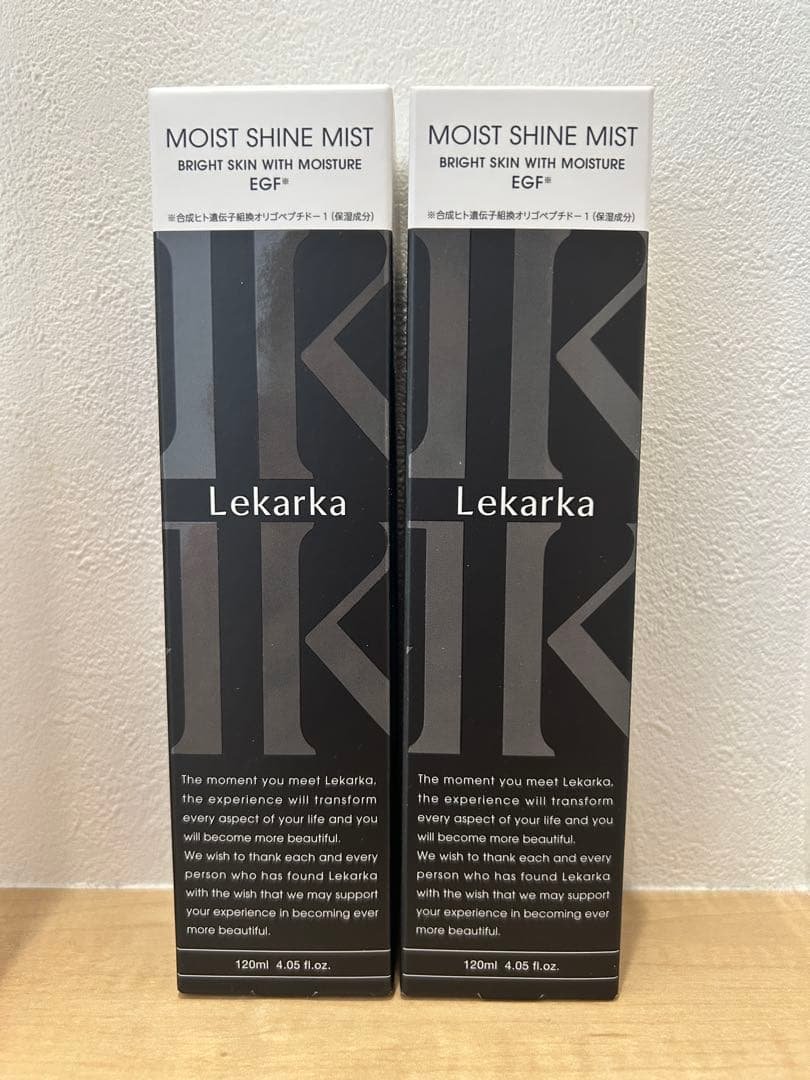 MOIST SHINE MIST
BRIGHT SKIN WITH MOISTURE
EGF※
※合成ヒト遺伝子組換オリゴペプチドー1(保湿成分)
Lekarka
The moment you meet Lekarka,
the experience will transform
every aspect of your life and you
will become more beautiful.
We wish to thank each and every
person who has found Lekarka
with the wish that we may support
your experience in becoming ever
more beautiful.
120ml 4.05 fl.oz.
MOIST SHINE MIST
BRIGHT SKIN WITH MOISTURE
EGF※
※合成ヒト遺伝子組換オリゴペプチドー1(保湿成分)
Lekarka
The moment you meet Lekarka,
the experience will transform
every aspect of your life and you
will become more beautiful.
We wish to thank each and every
person who has found Lekarka
with the wish that we may support
your experience in becoming ever
more beautiful.
120ml 4.05 fl.oz.